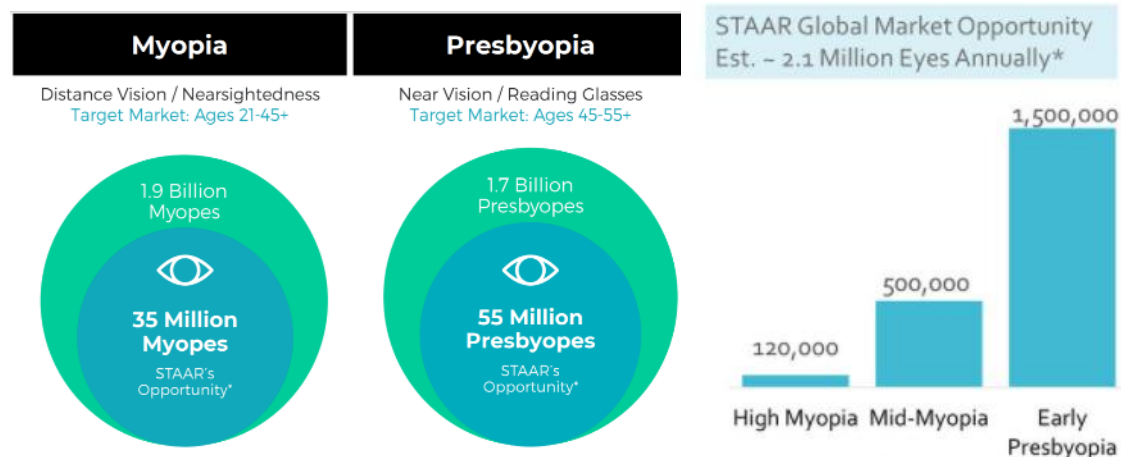 Myopia
Distance Vision / Nearsightedness
Target Market: Ages 21-45+
1.9 Billion
Myopes
35 Million
Myopes
STAAR's
Opportunity*
Presbyopia
Near Vision / Reading Glasses
Target Market: Ages 45-55+
1.7 Billion
Presbyopes
55 Million
Presbyopes
STAAR's
Opportunity*
STAAR Global Market Opportunity
Est. ~ 2.1 Million Eyes Annually*
1,500,000
500,000
120,000
High Myopia Mid-Myopia Early
Presbyopia